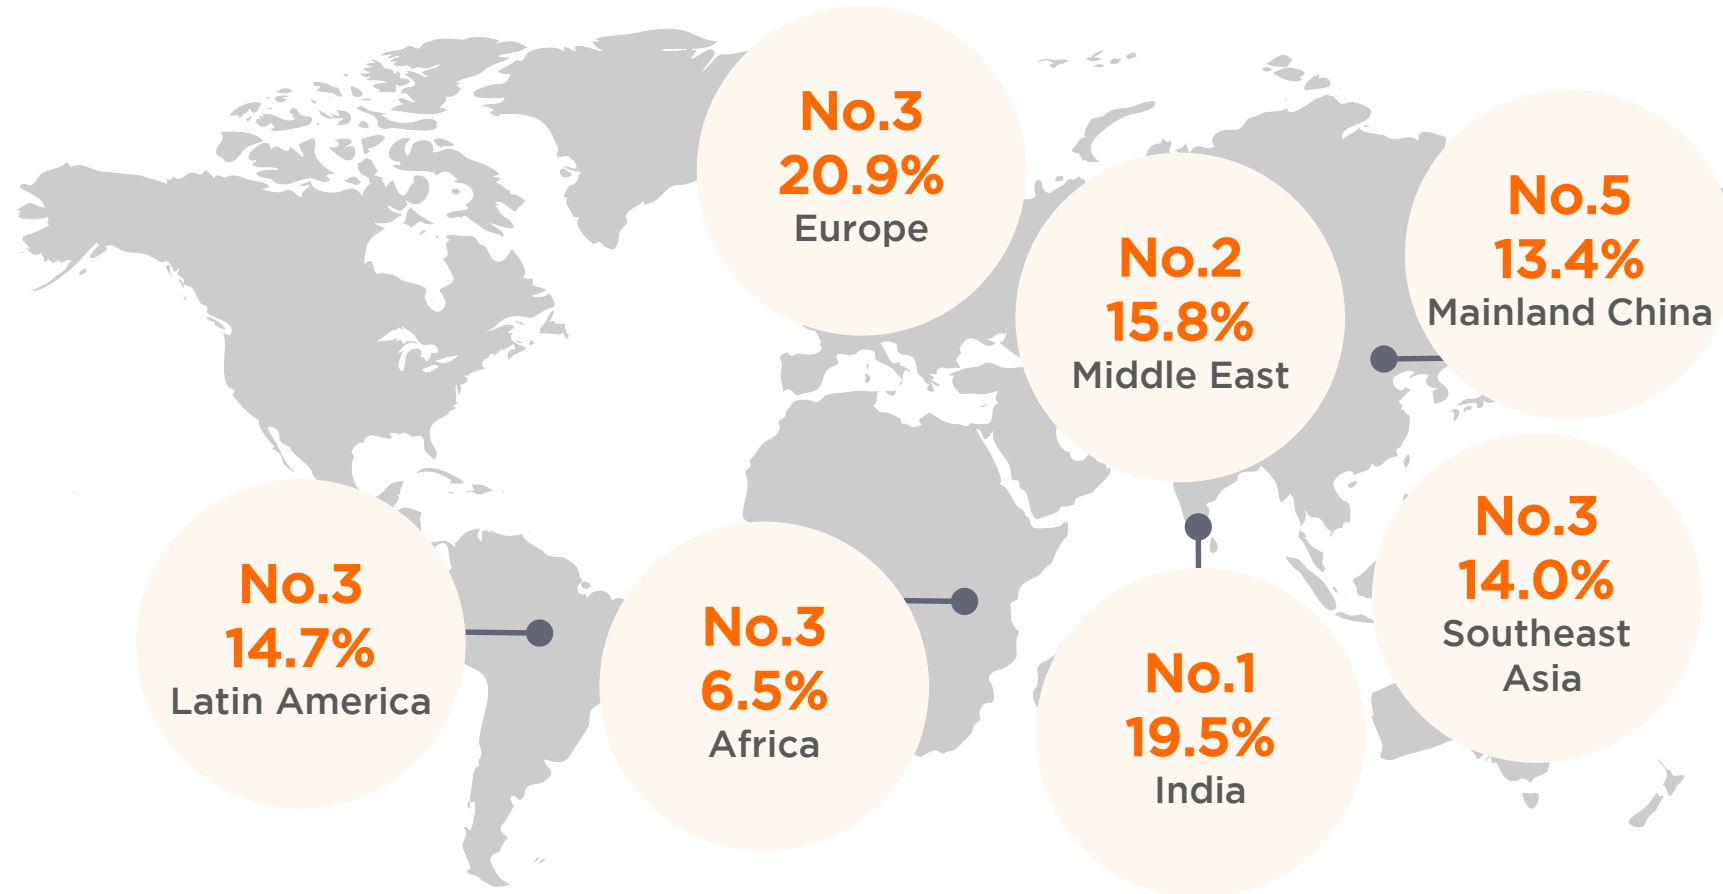 No.3
20.9%
Europe
No.2
15.8%
Middle East
No.5
13.4%
Mainland China
No.3
14.7%
Latin America
No.3
6.5%
Africa
No.1
19.5%
India
No.3
14.0%
Southeast
Asia